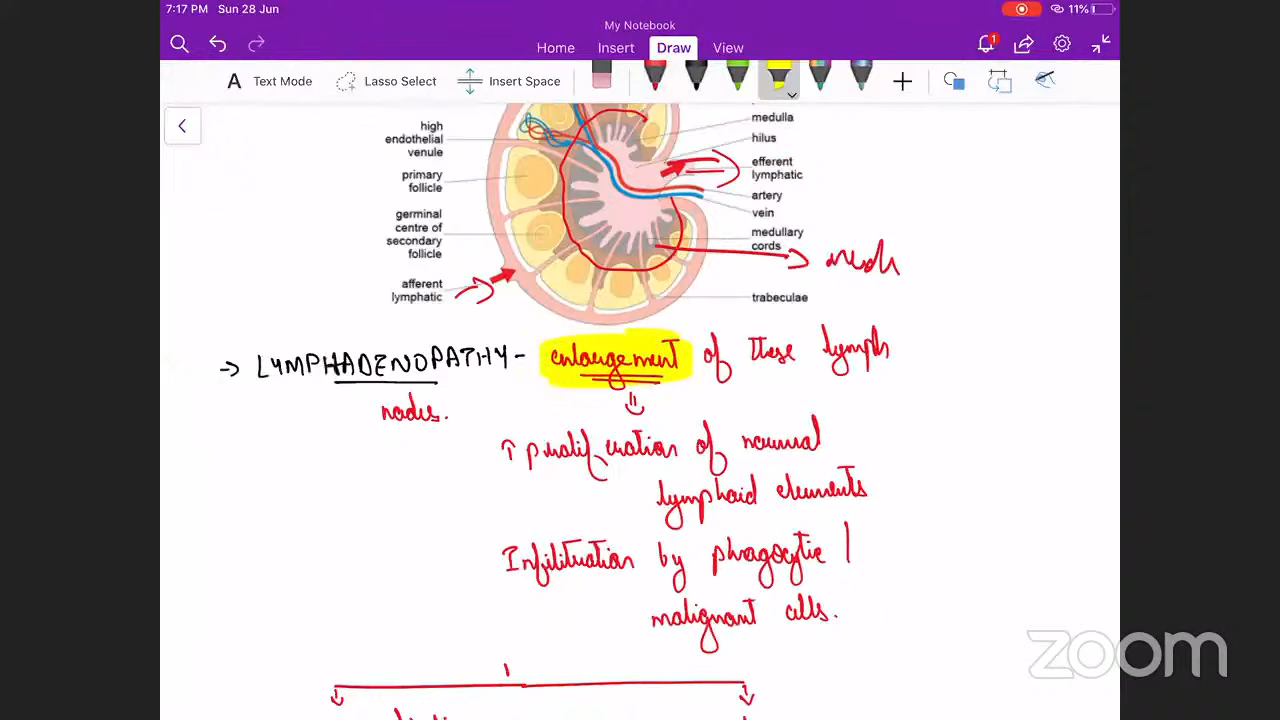 7:17 PM Sun 28 Jun
11%
My Notebook
Home Insert Draw View
1
A Text Mode Lasso Select Insert Space
high
endothelial
venule
primary
follicle
germinal
centre of
secondary
follicle
afferent
lymphatic
medulla
hilus
efferent
lymphatic
artery
vein
medullary
cords
trabeculae
→ LYMPHADENOPATHY - enlargement of these lymph
nodes.
↑ proliferation of normal
lymphoid elements
Infiltration by phagocytic |
malignant cells.
zoom